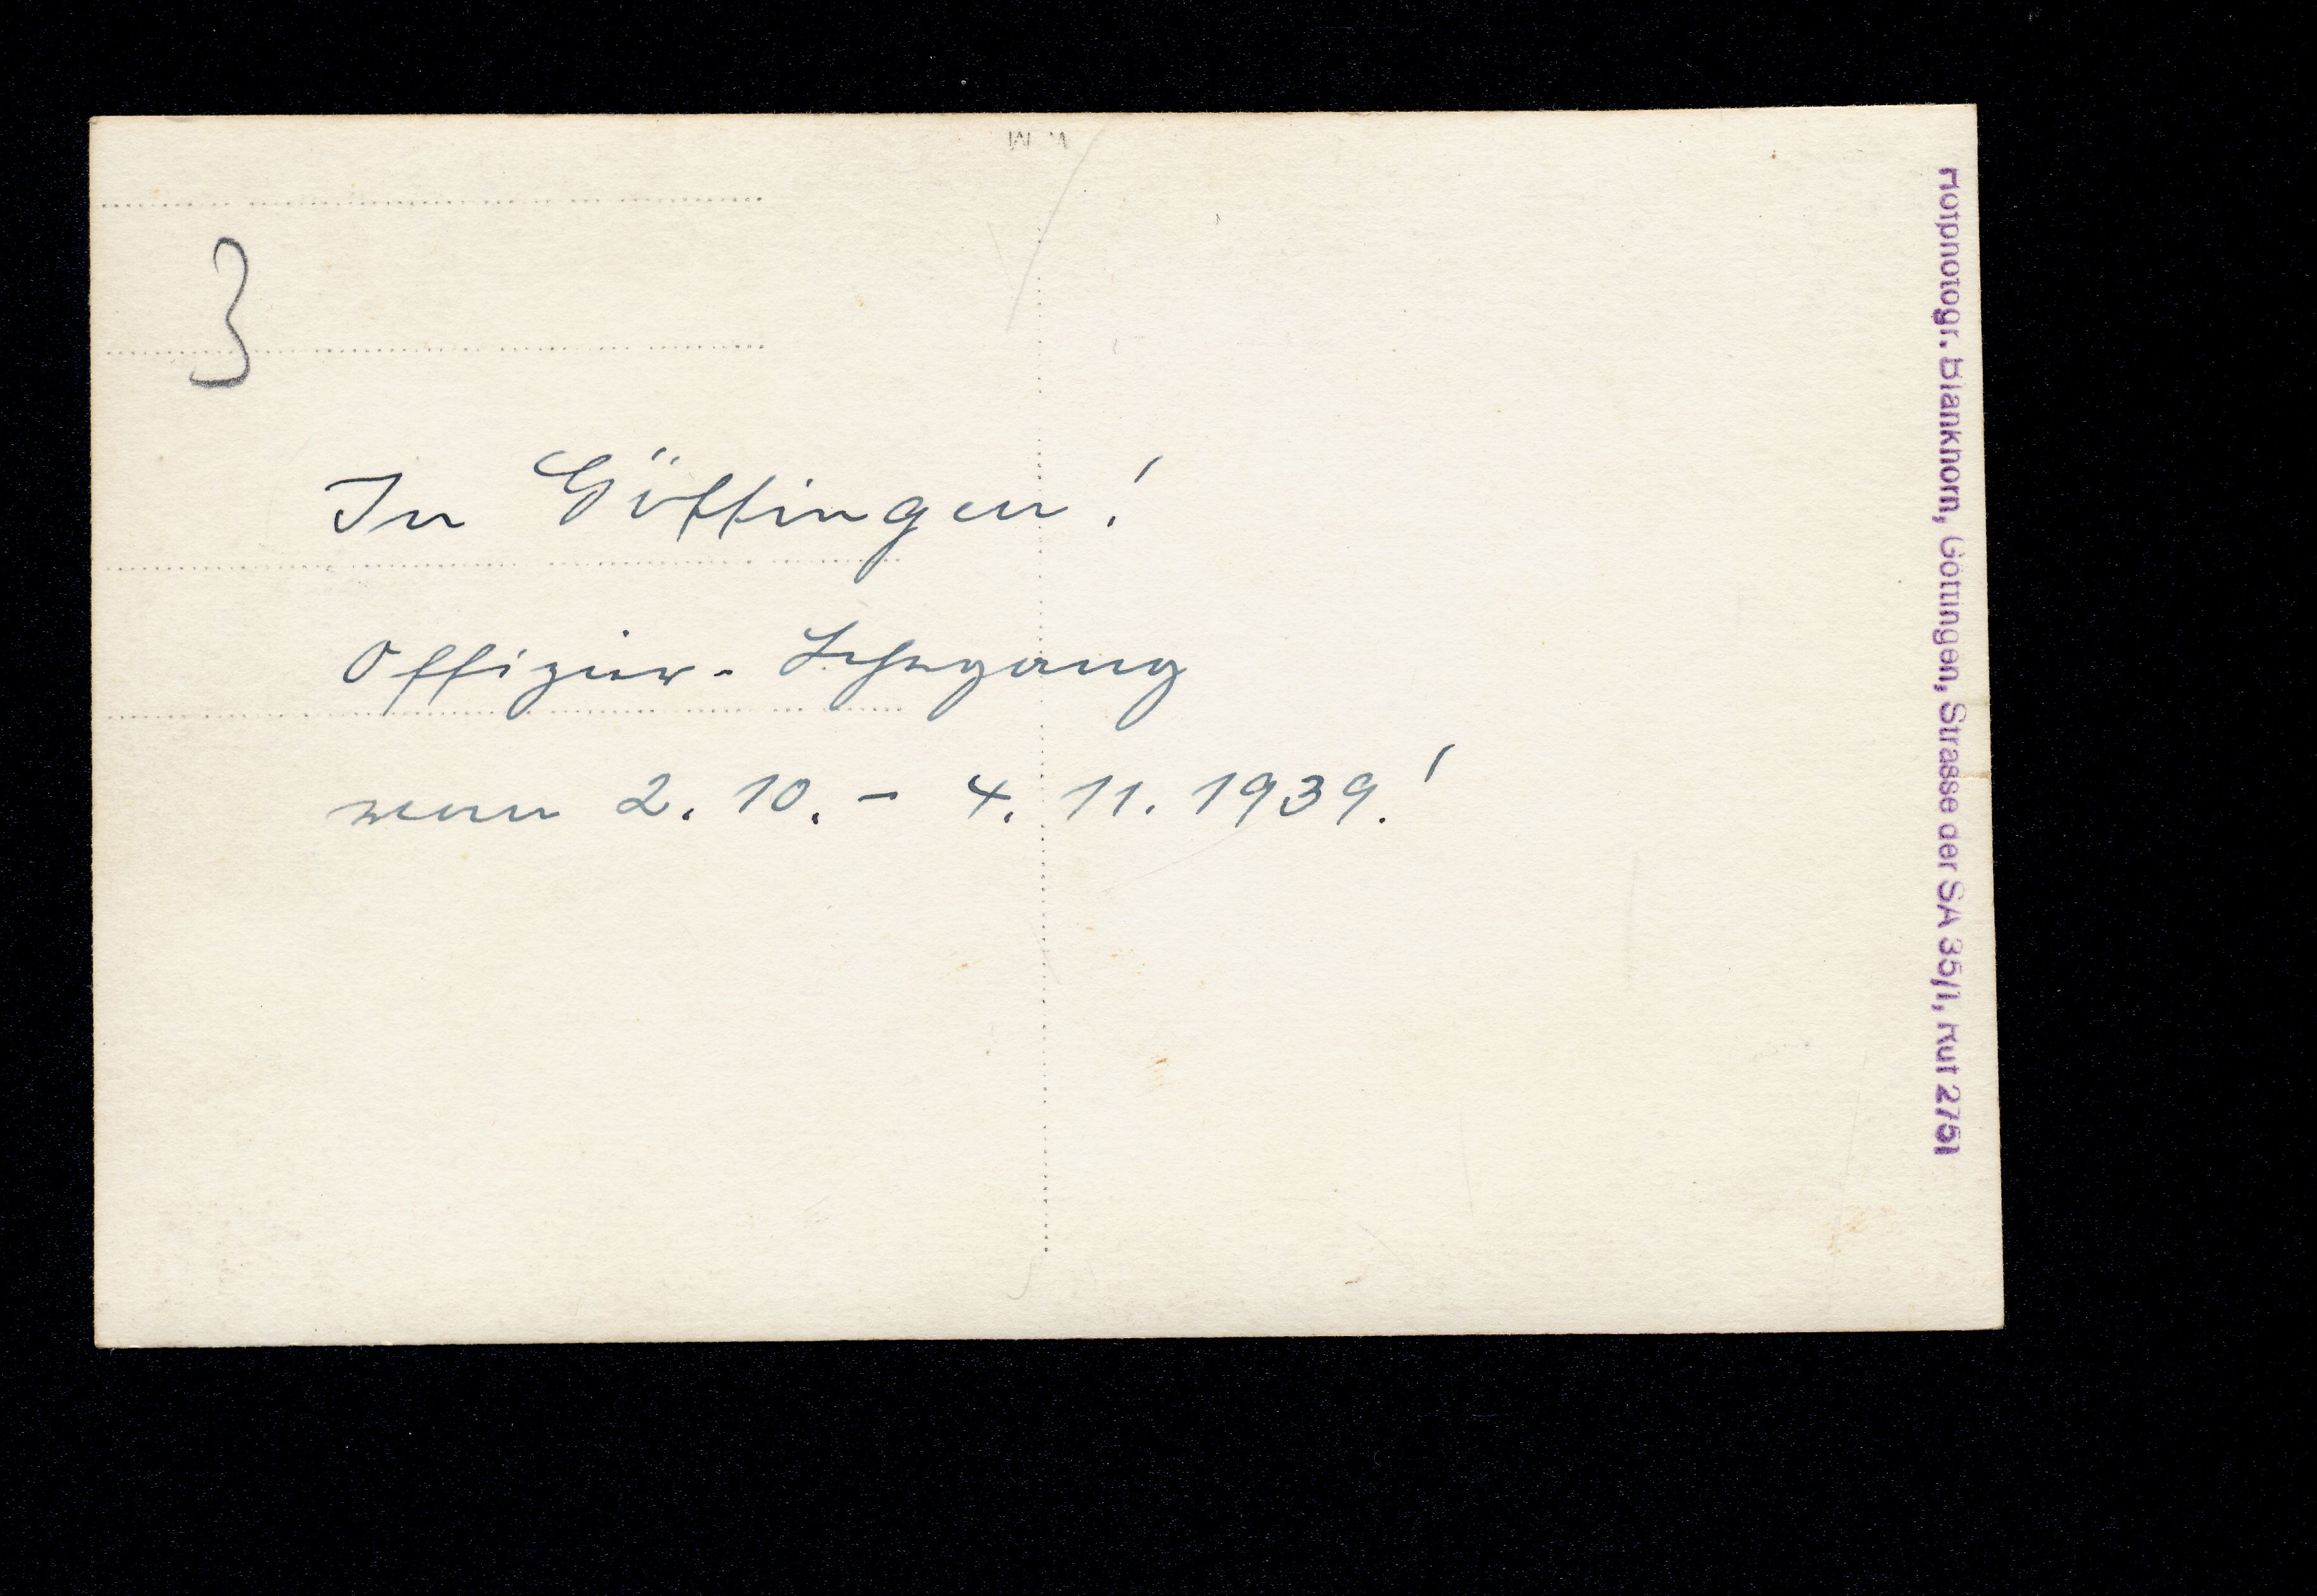 3
In Göttingen!
Offizier-Lehrgang
vom 2. 10. - 4. 11. 1939!
Hofphotogr. Blankhorn, Göttingen, Strasse der SA 35/I, Ruf 2751